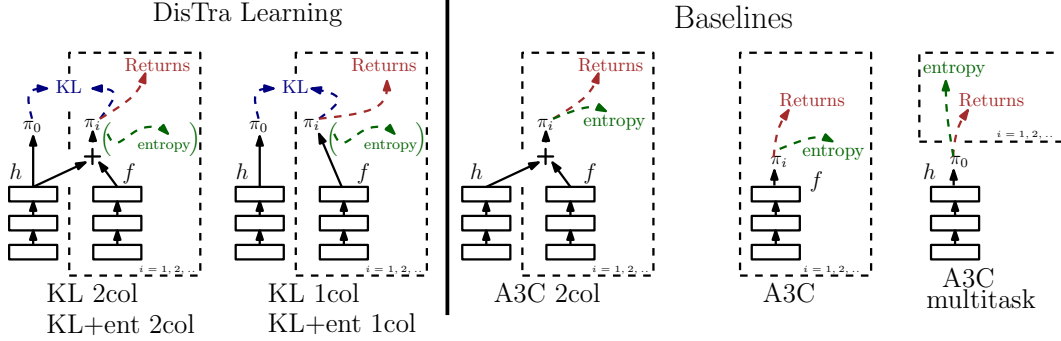 DisTra Learning
Baselines
KL
Returns
π0
πi
(entropy)
+
h
f
i = 1, 2, ..
KL 2col
KL+ent 2col
KL
Returns
π0
πi
(entropy)
h
f
i = 1, 2, ..
KL 1col
KL+ent 1col
Returns
πi
entropy
+
h
f
i = 1, 2, ..
A3C 2col
Returns
πi
entropy
f
i = 1, 2, ..
A3C
entropy
Returns
i = 1, 2, ..
h
π0
A3C
multitask